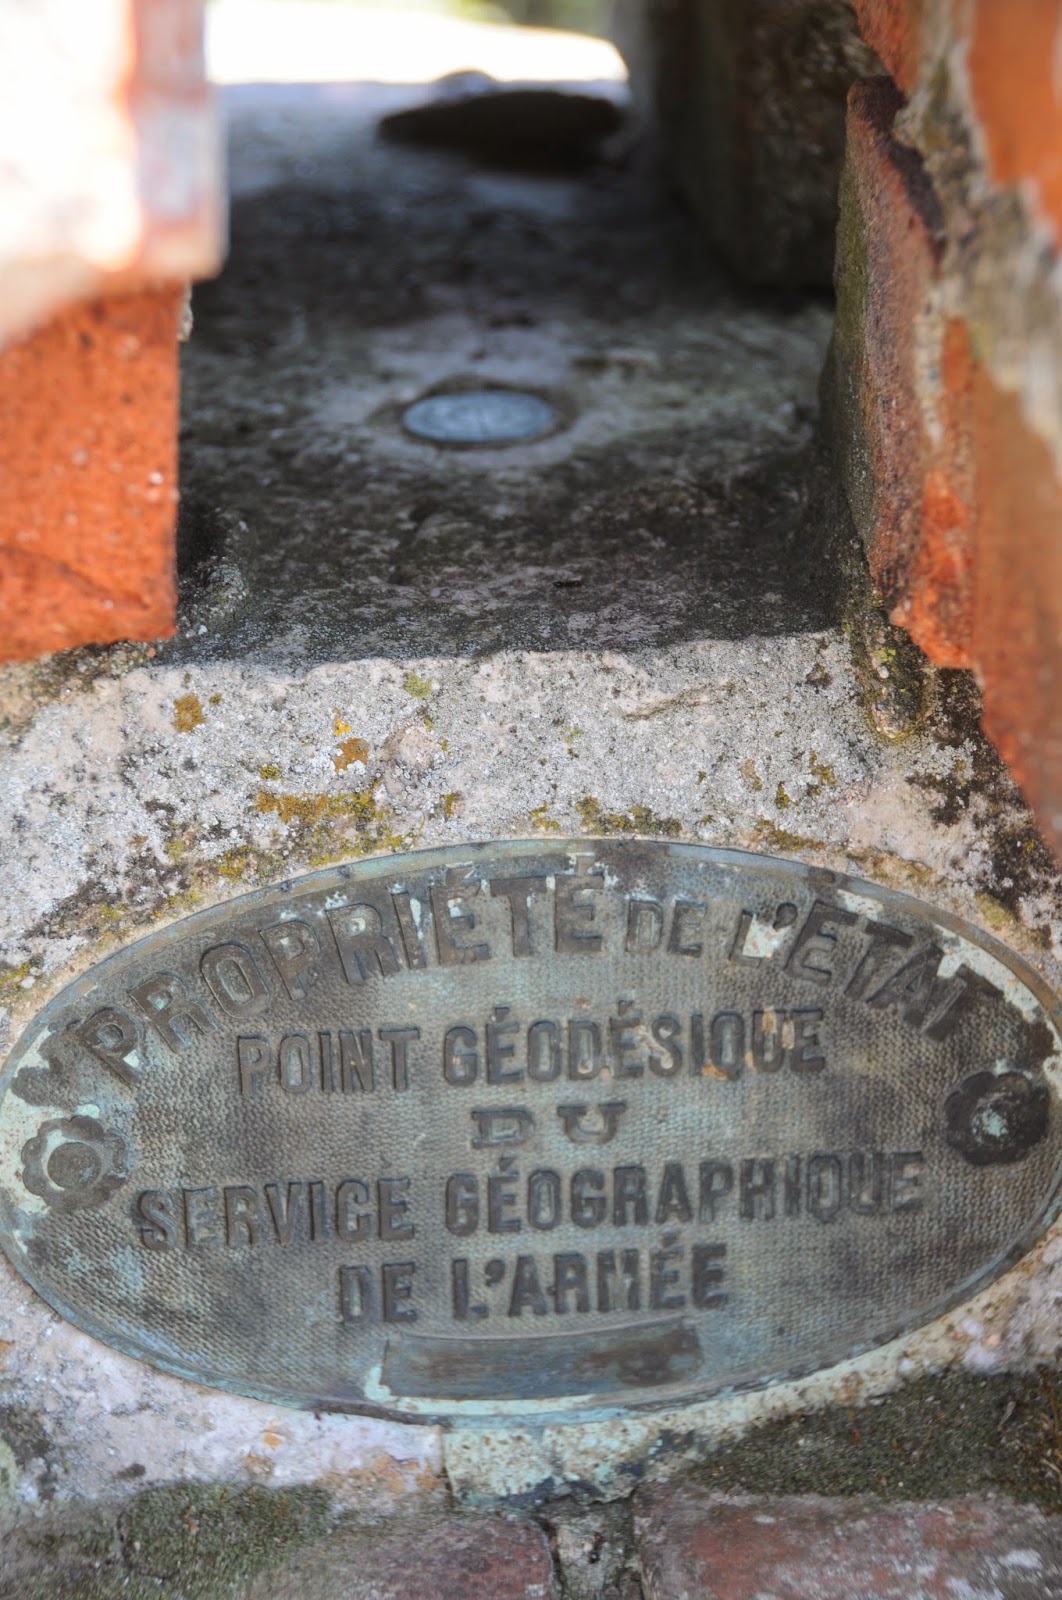 PROPRIÉTÉ DE L'ÉTAT
POINT GÉODÉSIQUE
DU
SERVICE GÉOGRAPHIQUE
DE L'ARMÉE